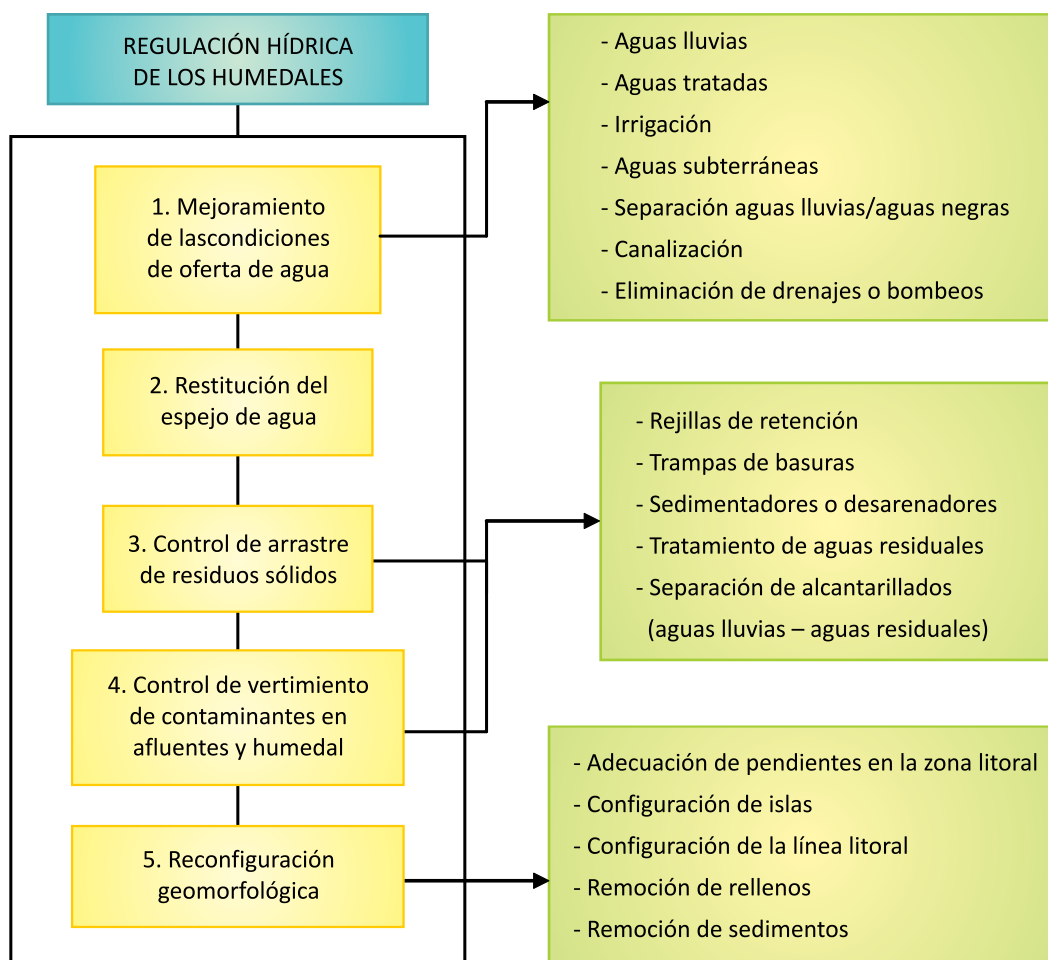 REGULACIÓN HÍDRICA
DE LOS HUMEDALES
1. Mejoramiento
de lascondiciones
de oferta de agua
- Aguas lluvias
- Aguas tratadas
- Irrigación
- Aguas subterráneas
- Separación aguas lluvias/aguas negras
- Canalización
- Eliminación de drenajes o bombeos
2. Restitución del
espejo de agua
3. Control de arrastre
de residuos sólidos
4. Control de vertimiento
de contaminantes en
afluentes y humedal
- Rejillas de retención
- Trampas de basuras
- Sedimentadores o desarenadores
- Tratamiento de aguas residuales
- Separación de alcantarillados
(aguas lluvias – aguas residuales)
5. Reconfiguración
geomorfológica
- Adecuación de pendientes en la zona litoral
- Configuración de islas
- Configuración de la línea litoral
- Remoción de rellenos
- Remoción de sedimentos